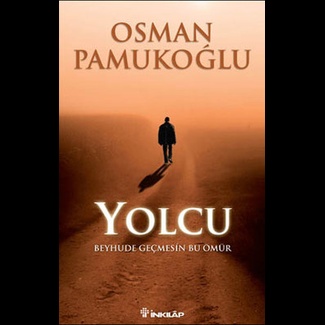 OSMAN
PAMUKOĞLU
YOLCU
BEYHUDE GEÇMESİN BU ÖMÜR
İNKILÂP